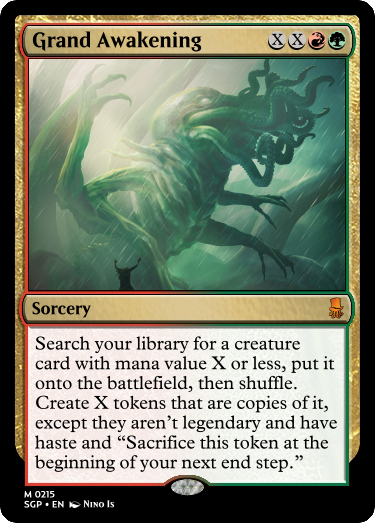 Grand Awakening XX
Sorcery
Search your library for a creature
card with mana value X or less, put it
onto the battlefield, then shuffle.
Create X tokens that are copies of it,
except they aren't legendary and have
haste and “Sacrifice this token at the
beginning of your next end step.”
M 0215
SGP • EN Nino Is